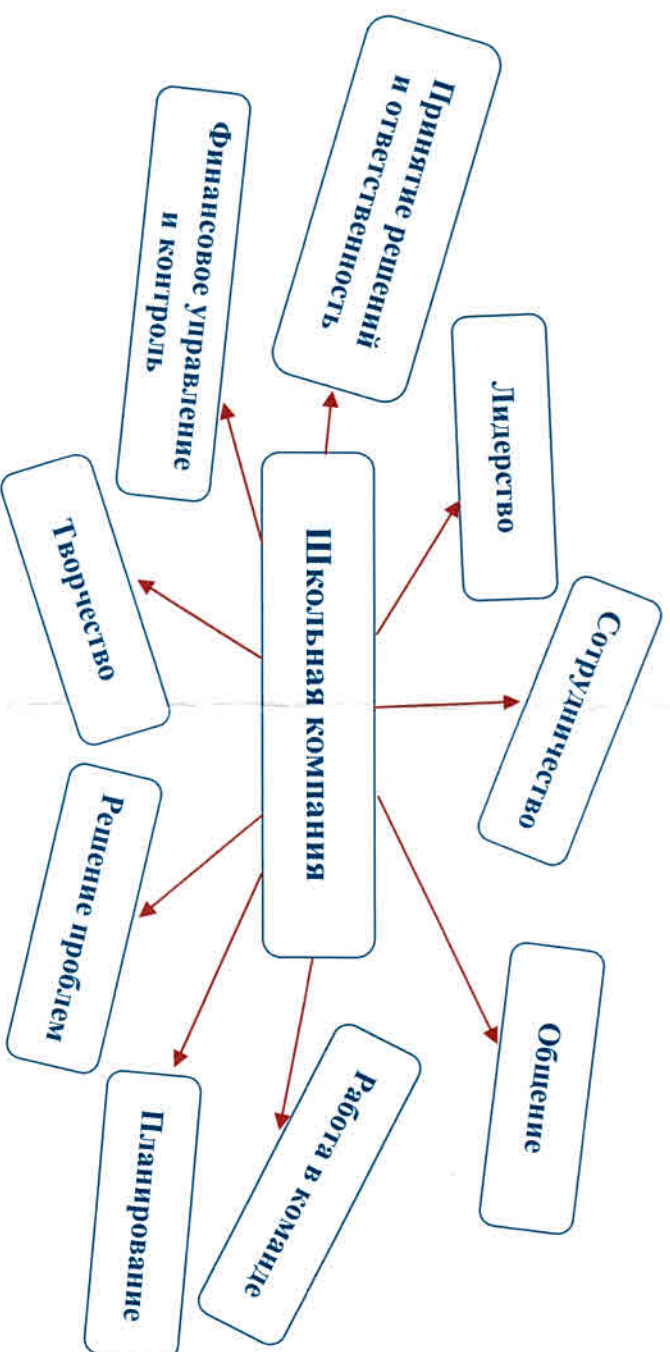 Лидерство
Сотрудничество
Общение
Принятие решений
и ответственность
Школьная компания
Работа в команде
Финансовое управление
и контроль
Творчество
Решение проблем
Планирование